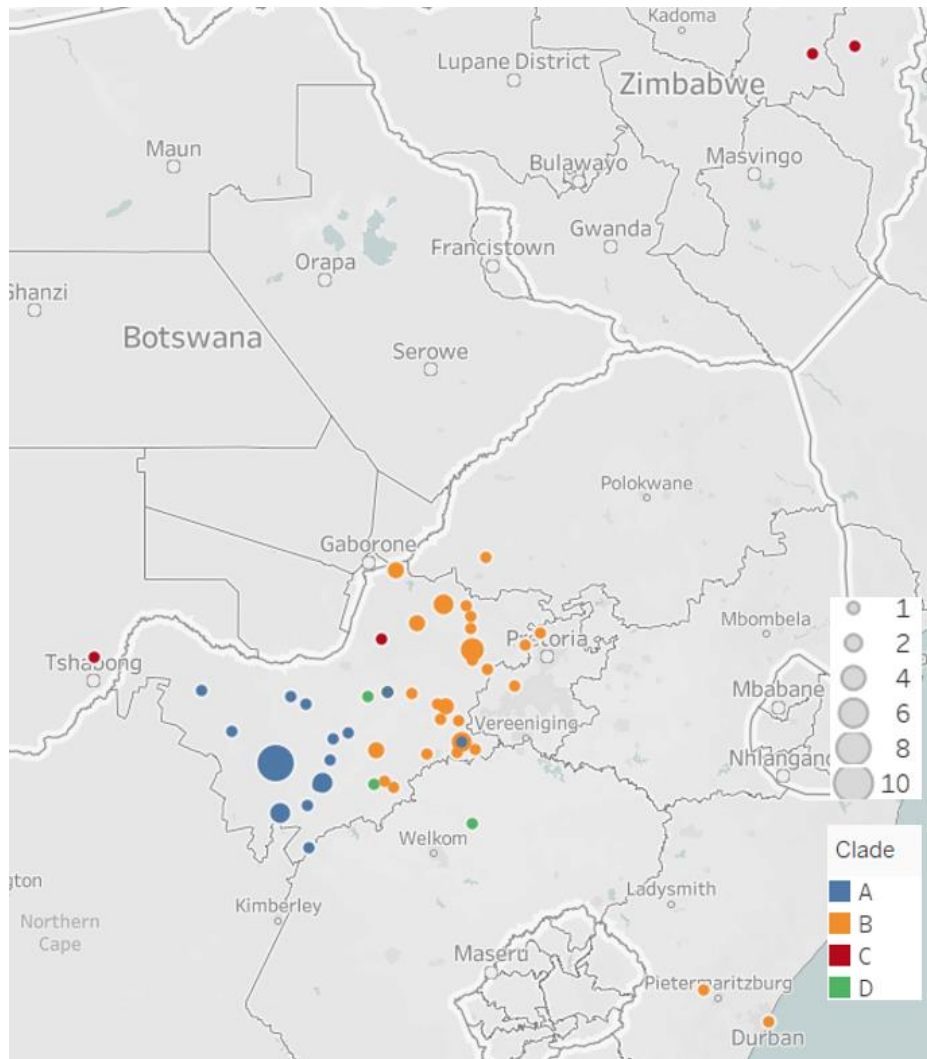 Kadoma
Lupane District
Zimbabwe
Maun
Bulawayo
Masvingo
Gwanda
Francistown
Orapa
Ghanzi
Botswana
Serowe
Polokwane
Gaborone
Mbombela
Pretoria
Tshabong
Mbabane
Vereeniging
Nhlangano
1
2
4
6
8
10
Welkom
Clade
A
B
C
D
Ladysmith
Kimberley
Northern
Cape
Maseru
Pietermaritzburg
Durban